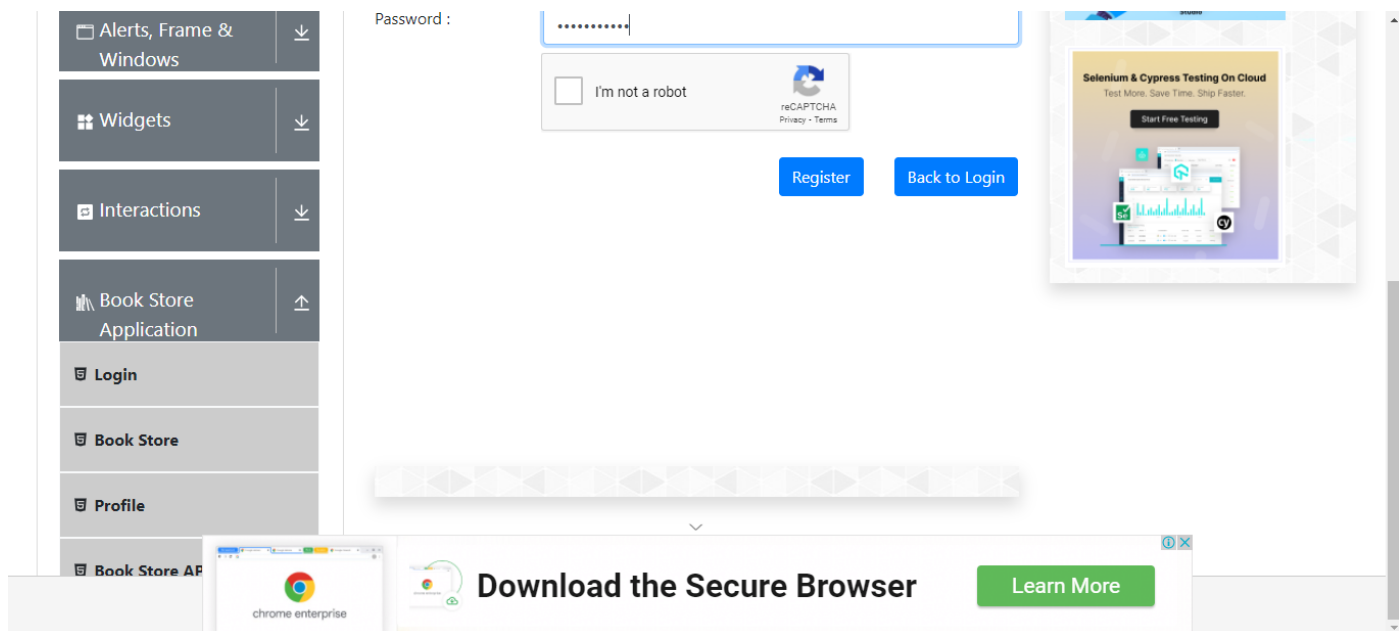 Alerts, Frame &
Windows
Widgets
Interactions
Book Store
Application
Login
Book Store
Profile
Book Store AP
Password :
I'm not a robot
reCAPTCHA
Privacy - Terms
Register
Back to Login
Selenium & Cypress Testing On Cloud
Test More. Save Time. Ship Faster.
Start Free Testing
Se
cy
chrome enterprise
Download the Secure Browser
Learn More